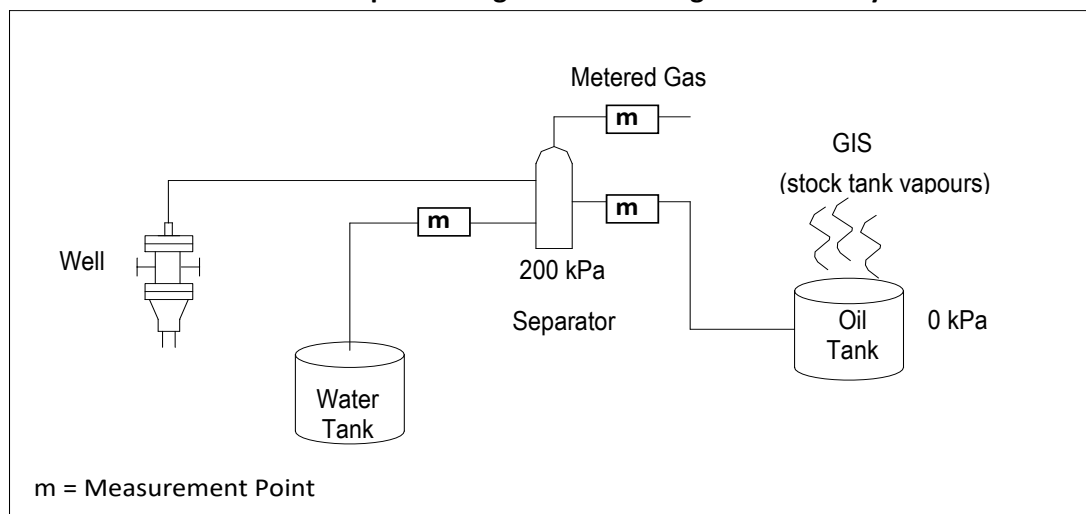 Metered Gas
m
GIS
(stock tank vapours)
m
m
Well
200 kPa
Separator
Oil
Tank
0 kPa
Water
Tank
m = Measurement Point